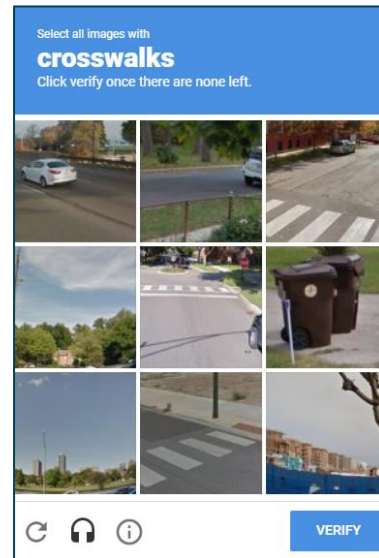 Select all images with
crosswalks
Click verify once there are none left.
VERIFY